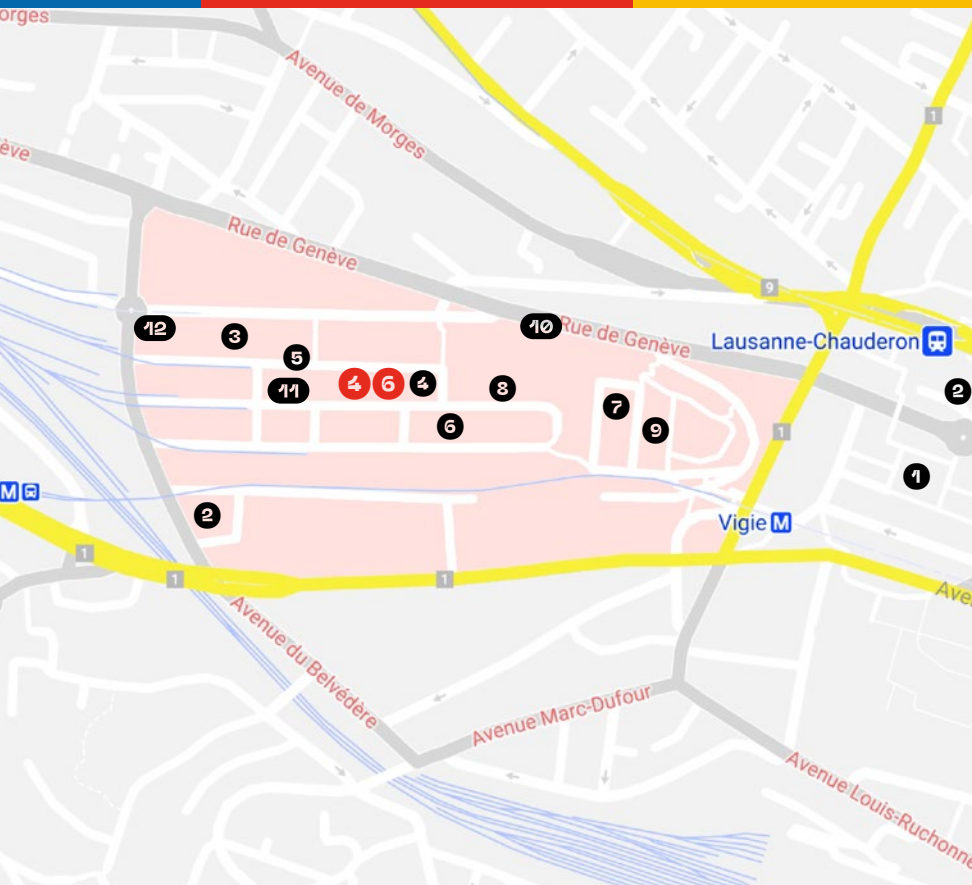 orges
Avenue de Morges
1
ève
Rue de Genève
9
12
3
10
Rue de Genève
Lausanne-Chauderon
5
11
4
6
4
8
2
7
6
9
1
1
M
2
Vigie M
1
1
1
Ave
Avenue du Belvédère
Avenue Marc-Dufour
Avenue Louis-Ruchonne